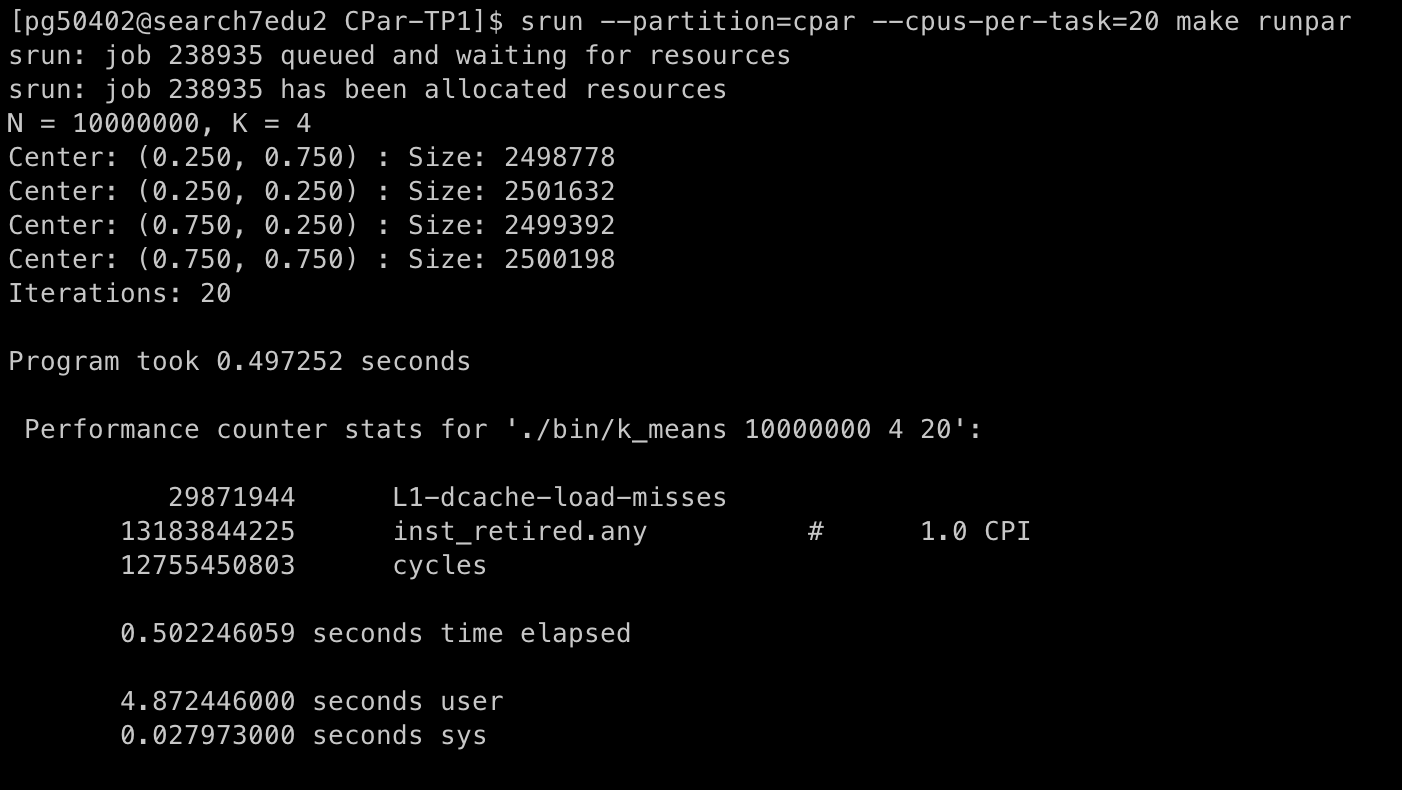 [pg50402@search7edu2 CPar-TP1]$ srun --partition=cpar --cpus-per-task=20 make runpar
srun: job 238935 queued and waiting for resources
srun: job 238935 has been allocated resources
N = 10000000, K = 4
Center: (0.250, 0.750) : Size: 2498778
Center: (0.250, 0.250) : Size: 2501632
Center: (0.750, 0.250) : Size: 2499392
Center: (0.750, 0.750) : Size: 2500198
Iterations: 20
Program took 0.497252 seconds
Performance counter stats for './bin/k_means 10000000 4 20':
29871944 L1-dcache-load-misses
13183844225 inst_retired.any # 1.0 CPI
12755450803 cycles
0.502246059 seconds time elapsed
4.872446000 seconds user
0.027973000 seconds sys